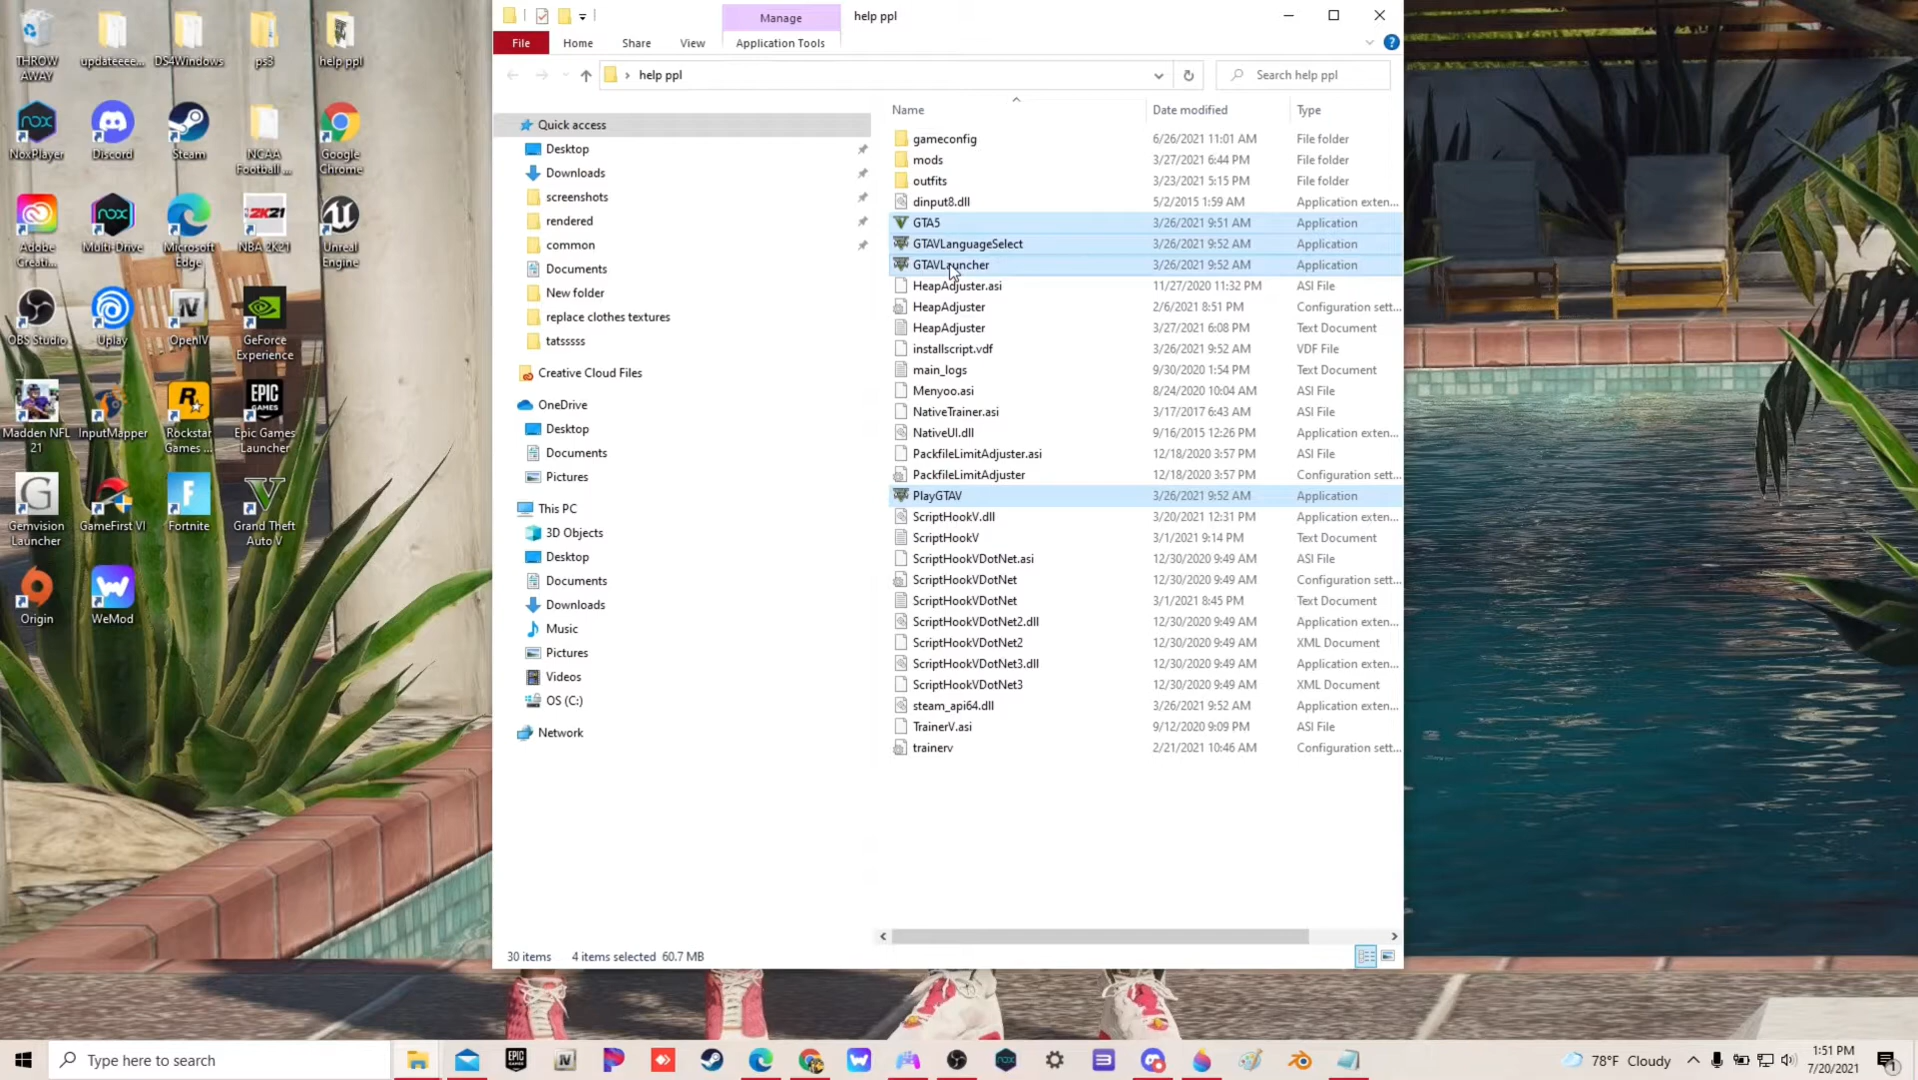 THROW AWAY
updateeee...
DS4Windows
ps3
help ppl
NoxPlayer
Discord
Steam
NCAA Football ...
Google Chrome
Adobe Creati...
Multi-Drive
Microsoft Edge
NBA 2K21
Unreal Engine
OBS Studio
Uplay
OpenIV
GeForce Experience
Madden NFL 21
InputMapper
Rockstar Games ...
Epic Games Launcher
Gemvision Launcher
GameFirst VI
Fortnite
Grand Theft Auto V
Origin
WeMod
Manage
help ppl
File
Home
Share
View
Application Tools
help ppl
Search help ppl
Quick access
Desktop
Downloads
screenshots
rendered
common
Documents
New folder
replace clothes textures
tatsssss
Creative Cloud Files
OneDrive
Desktop
Documents
Pictures
This PC
3D Objects
Desktop
Documents
Downloads
Music
Pictures
Videos
OS (C:)
Network
Name Date modified Type
gameconfig 6/26/2021 11:01 AM File folder
mods 3/27/2021 6:44 PM File folder
outfits 3/23/2021 5:15 PM File folder
dinput8.dll 5/2/2015 1:59 AM Application exten...
GTA5 3/26/2021 9:51 AM Application
GTAVLanguageSelect 3/26/2021 9:52 AM Application
GTAVLauncher 3/26/2021 9:52 AM Application
HeapAdjuster.asi 11/27/2020 11:32 PM ASI File
HeapAdjuster 2/6/2021 8:51 PM Configuration sett...
HeapAdjuster 3/27/2021 6:08 PM Text Document
installscript.vdf 3/26/2021 9:52 AM VDF File
main_logs 9/30/2020 1:54 PM Text Document
Menyoo.asi 8/24/2020 10:04 AM ASI File
NativeTrainer.asi 3/17/2017 6:43 AM ASI File
NativeUI.dll 9/16/2015 12:26 PM Application exten...
PackfileLimitAdjuster.asi 12/18/2020 3:57 PM ASI File
PackfileLimitAdjuster 12/18/2020 3:57 PM Configuration sett...
PlayGTAV 3/26/2021 9:52 AM Application
ScriptHookV.dll 3/20/2021 12:31 PM Application exten...
ScriptHookV 3/1/2021 9:14 PM Text Document
ScriptHookVDotNet.asi 12/30/2020 9:49 AM ASI File
ScriptHookVDotNet 12/30/2020 9:49 AM Configuration sett...
ScriptHookVDotNet 3/1/2021 8:45 PM Text Document
ScriptHookVDotNet2.dll 12/30/2020 9:49 AM Application exten...
ScriptHookVDotNet2 12/30/2020 9:49 AM XML Document
ScriptHookVDotNet3.dll 12/30/2020 9:49 AM Application exten...
ScriptHookVDotNet3 12/30/2020 9:49 AM XML Document
steam_api64.dll 3/26/2021 9:52 AM Application exten...
TrainerV.asi 9/12/2020 9:09 PM ASI File
trainerv 2/21/2021 10:46 AM Configuration sett...
30 items 4 items selected 60.7 MB
Type here to search
78°F Cloudy
1:51 PM
7/20/2021